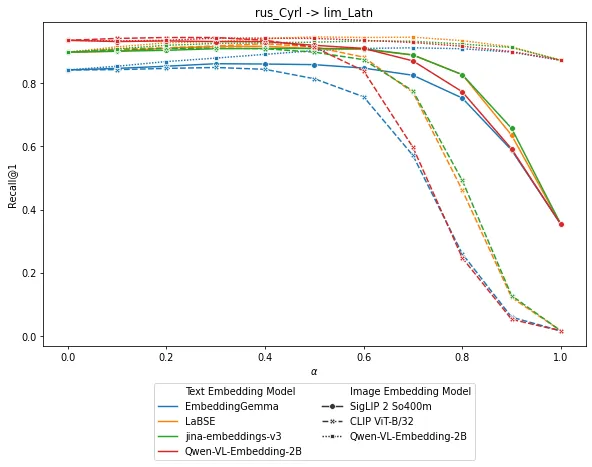 rus_Cyrl -> lim_Latn
Recall@1
0.8
0.6
0.4
0.2
0.0
0.0 0.2 0.4 0.6 0.8 1.0
α
Text Embedding Model
EmbeddingGemma
LaBSE
jina-embeddings-v3
Qwen-VL-Embedding-2B
Image Embedding Model
SigLIP 2 So400m
CLIP ViT-B/32
Qwen-VL-Embedding-2B